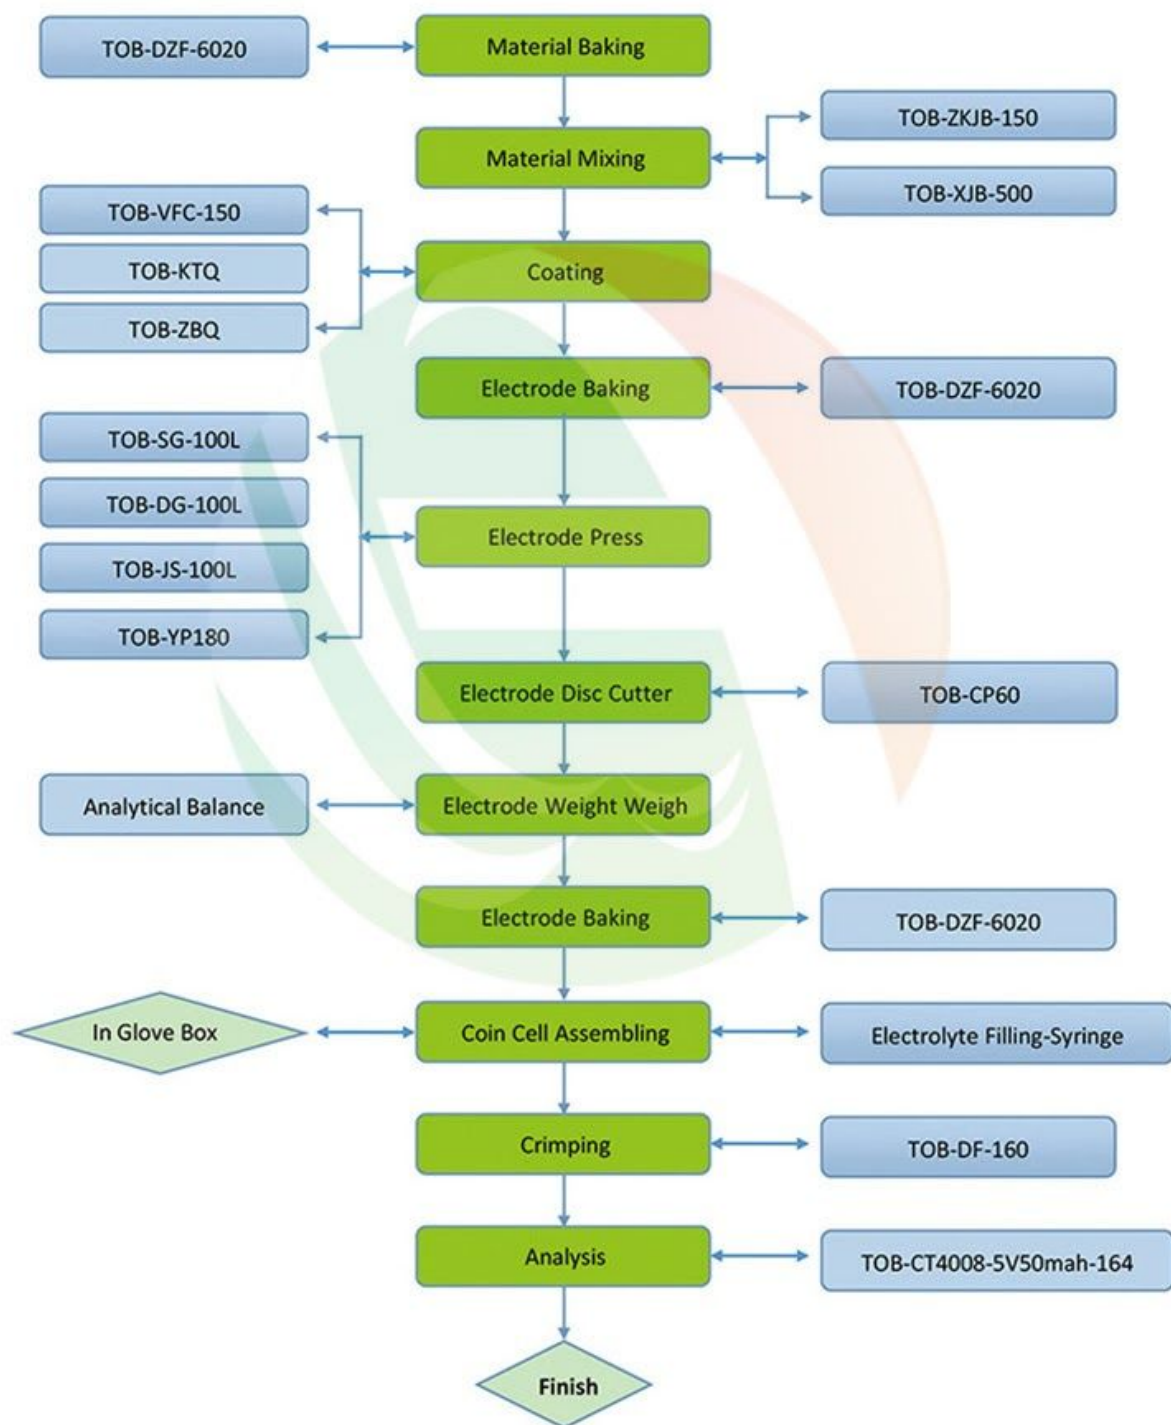 TOB-DZF-6020
Material Baking
Material Mixing
TOB-ZKJB-150
TOB-XJB-500
TOB-VFC-150
TOB-KTQ
TOB-ZBQ
Coating
Electrode Baking
TOB-DZF-6020
TOB-SG-100L
TOB-DG-100L
TOB-JS-100L
TOB-YP180
Electrode Press
Electrode Disc Cutter
TOB-CP60
Analytical Balance
Electrode Weight Weigh
Electrode Baking
TOB-DZF-6020
In Glove Box
Coin Cell Assembling
Electrolyte Filling-Syringe
Crimping
TOB-DF-160
Analysis
TOB-CT4008-5V50mah-164
Finish